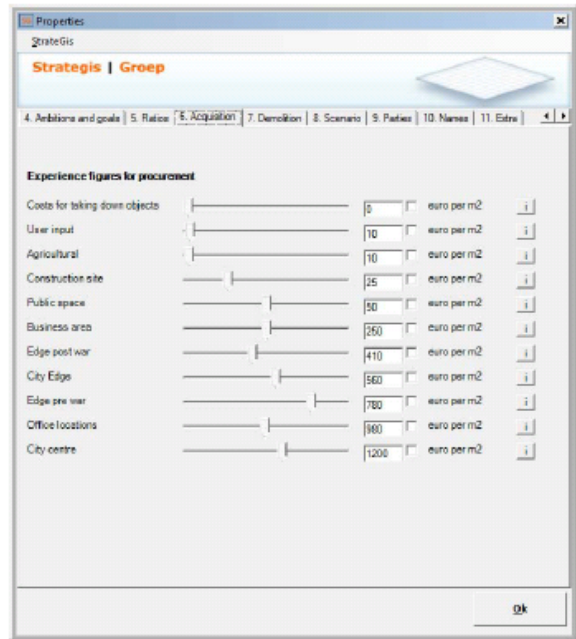 Properties
StrateGis
Strategis | Groep
4. Ambitions and goals | 5. Ratios | 6. Acquisition | 7. Demolition | 8. Scenario | 9. Parties | 10. Names | 11. Extra
Experience figures for procurement
Costs for taking down objects 0 euro per m2 i
User input 10 euro per m2 i
Agricultural 10 euro per m2 i
Construction site 25 euro per m2 i
Public space 50 euro per m2 i
Business area 250 euro per m2 i
Edge post war 410 euro per m2 i
City Edge 560 euro per m2 i
Edge pre war 780 euro per m2 i
Office locations 980 euro per m2 i
City centre 1200 euro per m2 i
Ok